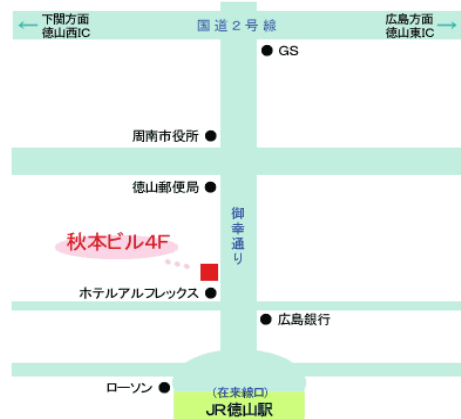 下関方面
徳山西IC
国道2号線
広島方面
徳山東IC
GS
周南市役所
徳山郵便局
御幸通り
秋本ビル4F
ホテルアルフレックス
広島銀行
ローソン
(在来線口)
JR徳山駅